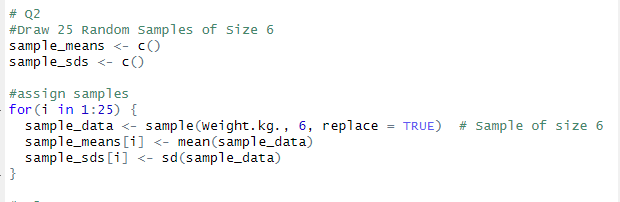 # Q2
#Draw 25 Random Samples of Size 6
sample_means <- c()
sample_sds <- c()

#assign samples
for(i in 1:25) {
  sample_data <- sample(Weight.kg., 6, replace = TRUE)  # Sample of size 6
  sample_means[i] <- mean(sample_data)
  sample_sds[i] <- sd(sample_data)
}